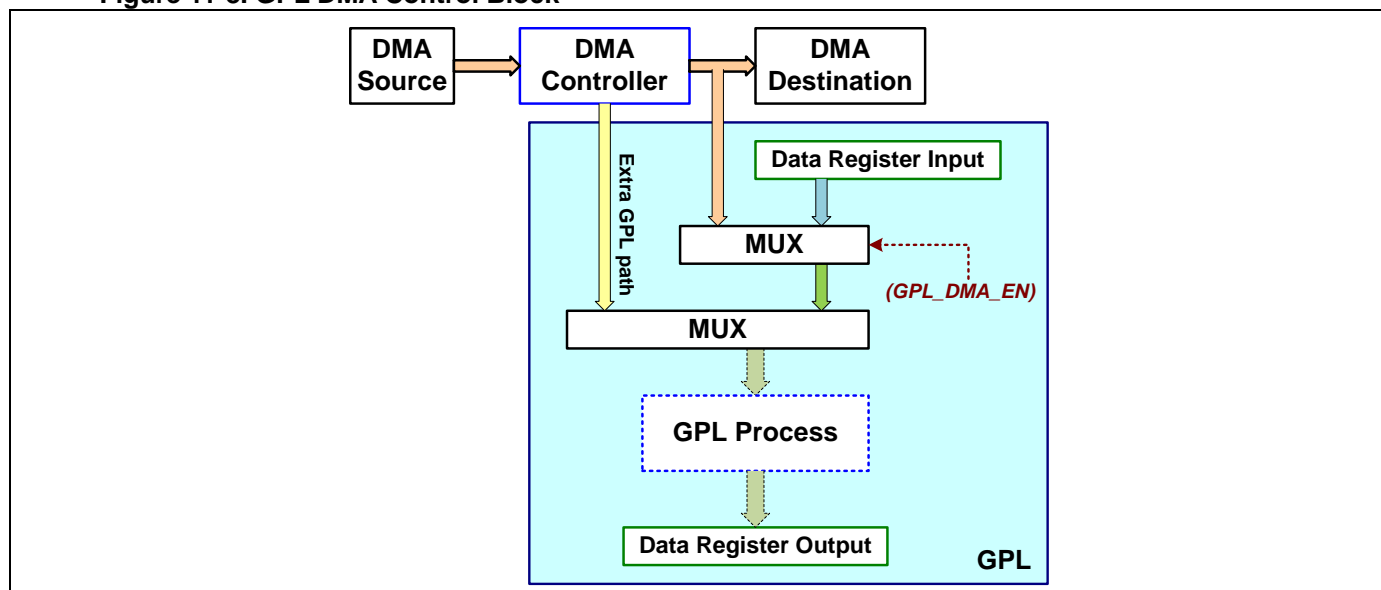 DMA
Source
DMA
Controller
DMA
Destination
Extra GPL path
Data Register Input
MUX
(GPL_DMA_EN)
MUX
GPL Process
Data Register Output
GPL